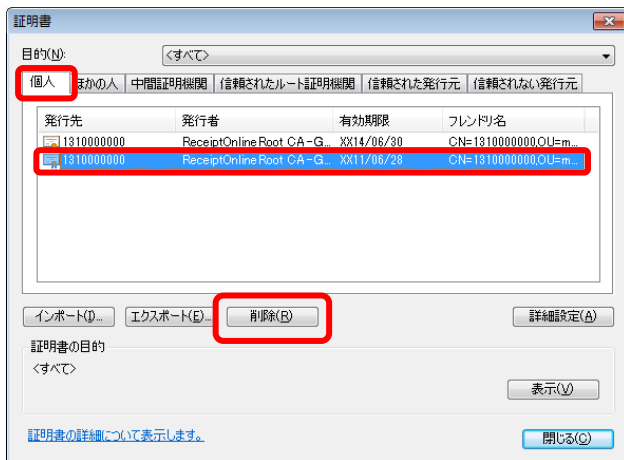 証明書
目的(N): <すべて>
個人 ほかの人 中間証明機関 信頼されたルート証明機関 信頼された発行元 信頼されない発行元
発行先 発行者 有効期限 フレンドリ名
1310000000 ReceiptOnline Root CA-G... XX14/06/30 CN=1310000000,OU=m...
1310000000 ReceiptOnline Root CA-G... XX11/06/28 CN=1310000000,OU=m...
インポート(I)... エクスポート(E)... 削除(R) 詳細設定(A)
証明書の目的
<すべて>
表示(V)
証明書の詳細について表示します。
閉じる(C)